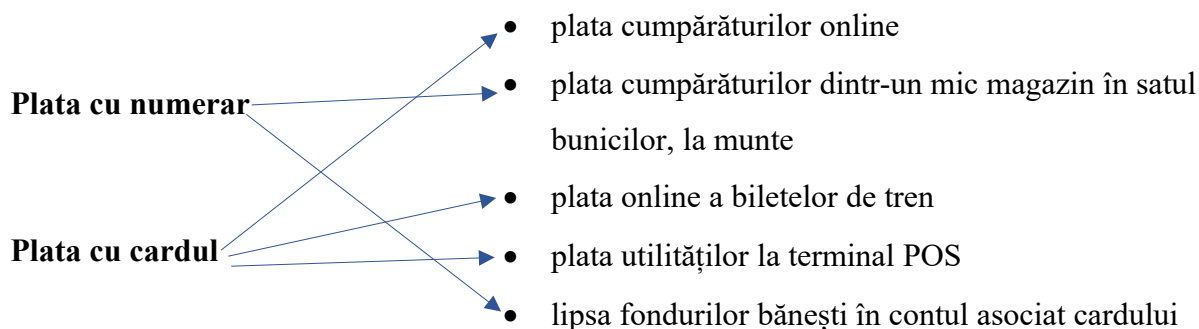 • plata cumpărăturilor online
Plata cu numerar
• plata cumpărăturilor dintr-un mic magazin în satul
bunicilor, la munte
• plata online a biletelor de tren
Plata cu cardul
• plata utilităților la terminal POS
• lipsa fondurilor bănești în contul asociat cardului